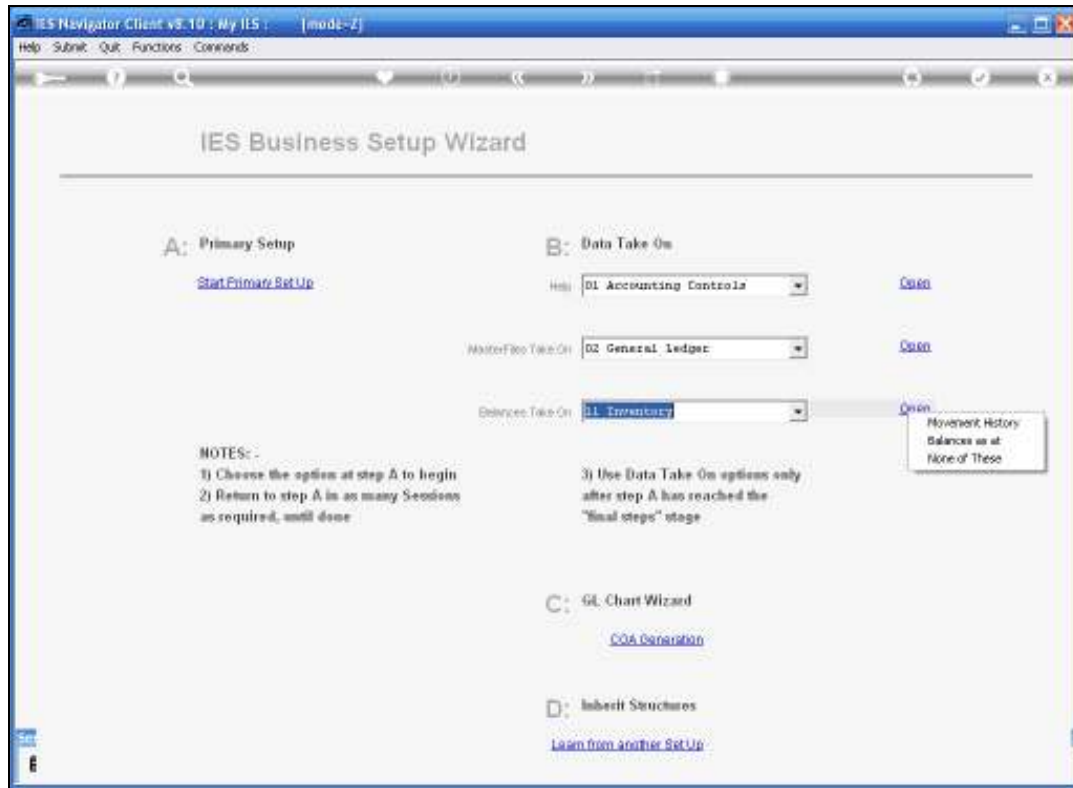 IES Navigator Client v8.10 : My IES : [mode-Z]
Help Submit Quit Functions Commands
IES Business Setup Wizard
A: Primary Setup
B: Data Take On
Start Primary Set Up
Help 01 Accounting Controls Open
MasterFiles Take On 02 General Ledger Open
Balances Take On 11 Inventory Open
Movement History
Balances as at
None of These
NOTES: -
1) Choose the option at step A to begin
2) Return to step A in as many Sessions
as required, until done
3) Use Data Take On options only
after step A has reached the
"final steps" stage
C: GL Chart Wizard
COA Generation
D: Inherit Structures
Learn from another Set Up